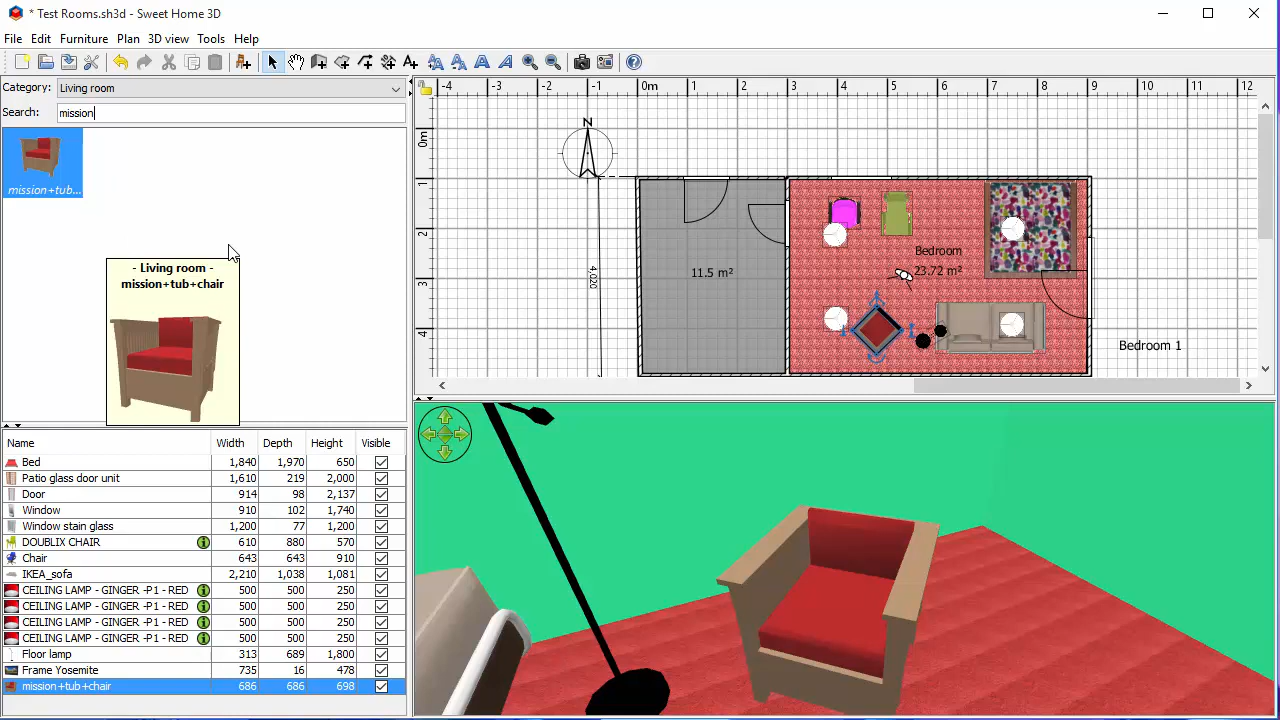 * Test Rooms.sh3d - Sweet Home 3D
File Edit Furniture Plan 3D view Tools Help
Category: Living room
Search: mission
mission+tub...
- Living room -
mission+tub+chair
Name Width Depth Height Visible
Bed 1,840 1,970 650
Patio glass door unit 1,610 219 2,000
Door 914 98 2,137
Window 910 102 1,740
Window stain glass 1,200 77 1,200
DOUBLIX CHAIR 610 880 570
Chair 643 643 910
IKEA_sofa 2,210 1,038 1,081
CEILING LAMP - GINGER -P1 - RED 500 500 250
CEILING LAMP - GINGER -P1 - RED 500 500 250
CEILING LAMP - GINGER -P1 - RED 500 500 250
CEILING LAMP - GINGER -P1 - RED 500 500 250
Floor lamp 313 689 1,800
Frame Yosemite 735 16 478
mission+tub+chair 686 686 698
-4 -3 -2 -1 0m 1 2 3 4 5 6 7 8 9 10 11 12
0m
1
2
3
4
N
4,020
11.5 m²
Bedroom
23.72 m²
Bedroom 1